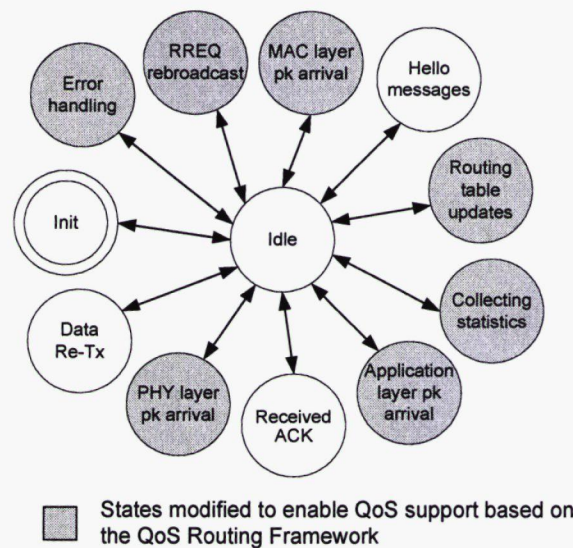 Error
handling
RREQ
rebroadcast
MAC layer
pk arrival
Hello
messages
Routing
table
updates
Init
Idle
Collecting
statistics
Data
Re-Tx
PHY layer
pk arrival
Received
ACK
Application
layer pk
arrival
States modified to enable QoS support based on
the QoS Routing Framework